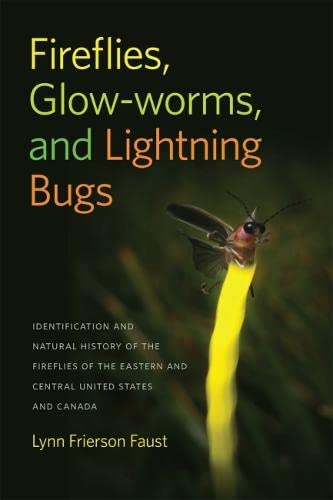 Fireflies,
Glow-worms,
and Lightning
Bugs
IDENTIFICATION AND
NATURAL HISTORY OF THE
FIREFLIES OF THE EASTERN AND
CENTRAL UNITED STATES
AND CANADA
Lynn Frierson Faust